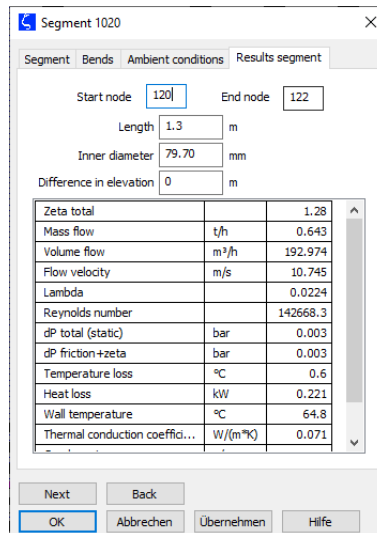 Segment 1020
Segment Bends Ambient conditions Results segment
Start node 120 End node 122
Length 1.3 m
Inner diameter 79.70 mm
Difference in elevation 0 m
Zeta total 1.28
Mass flow t/h 0.643
Volume flow m³/h 192.974
Flow velocity m/s 10.745
Lambda 0.0224
Reynolds number 142668.3
dP total (static) bar 0.003
dP friction+zeta bar 0.003
Temperature loss °C 0.6
Heat loss kW 0.221
Wall temperature °C 64.8
Thermal conduction coeffici... W/(m*K) 0.071
Next Back
OK Abbrechen Übernehmen Hilfe